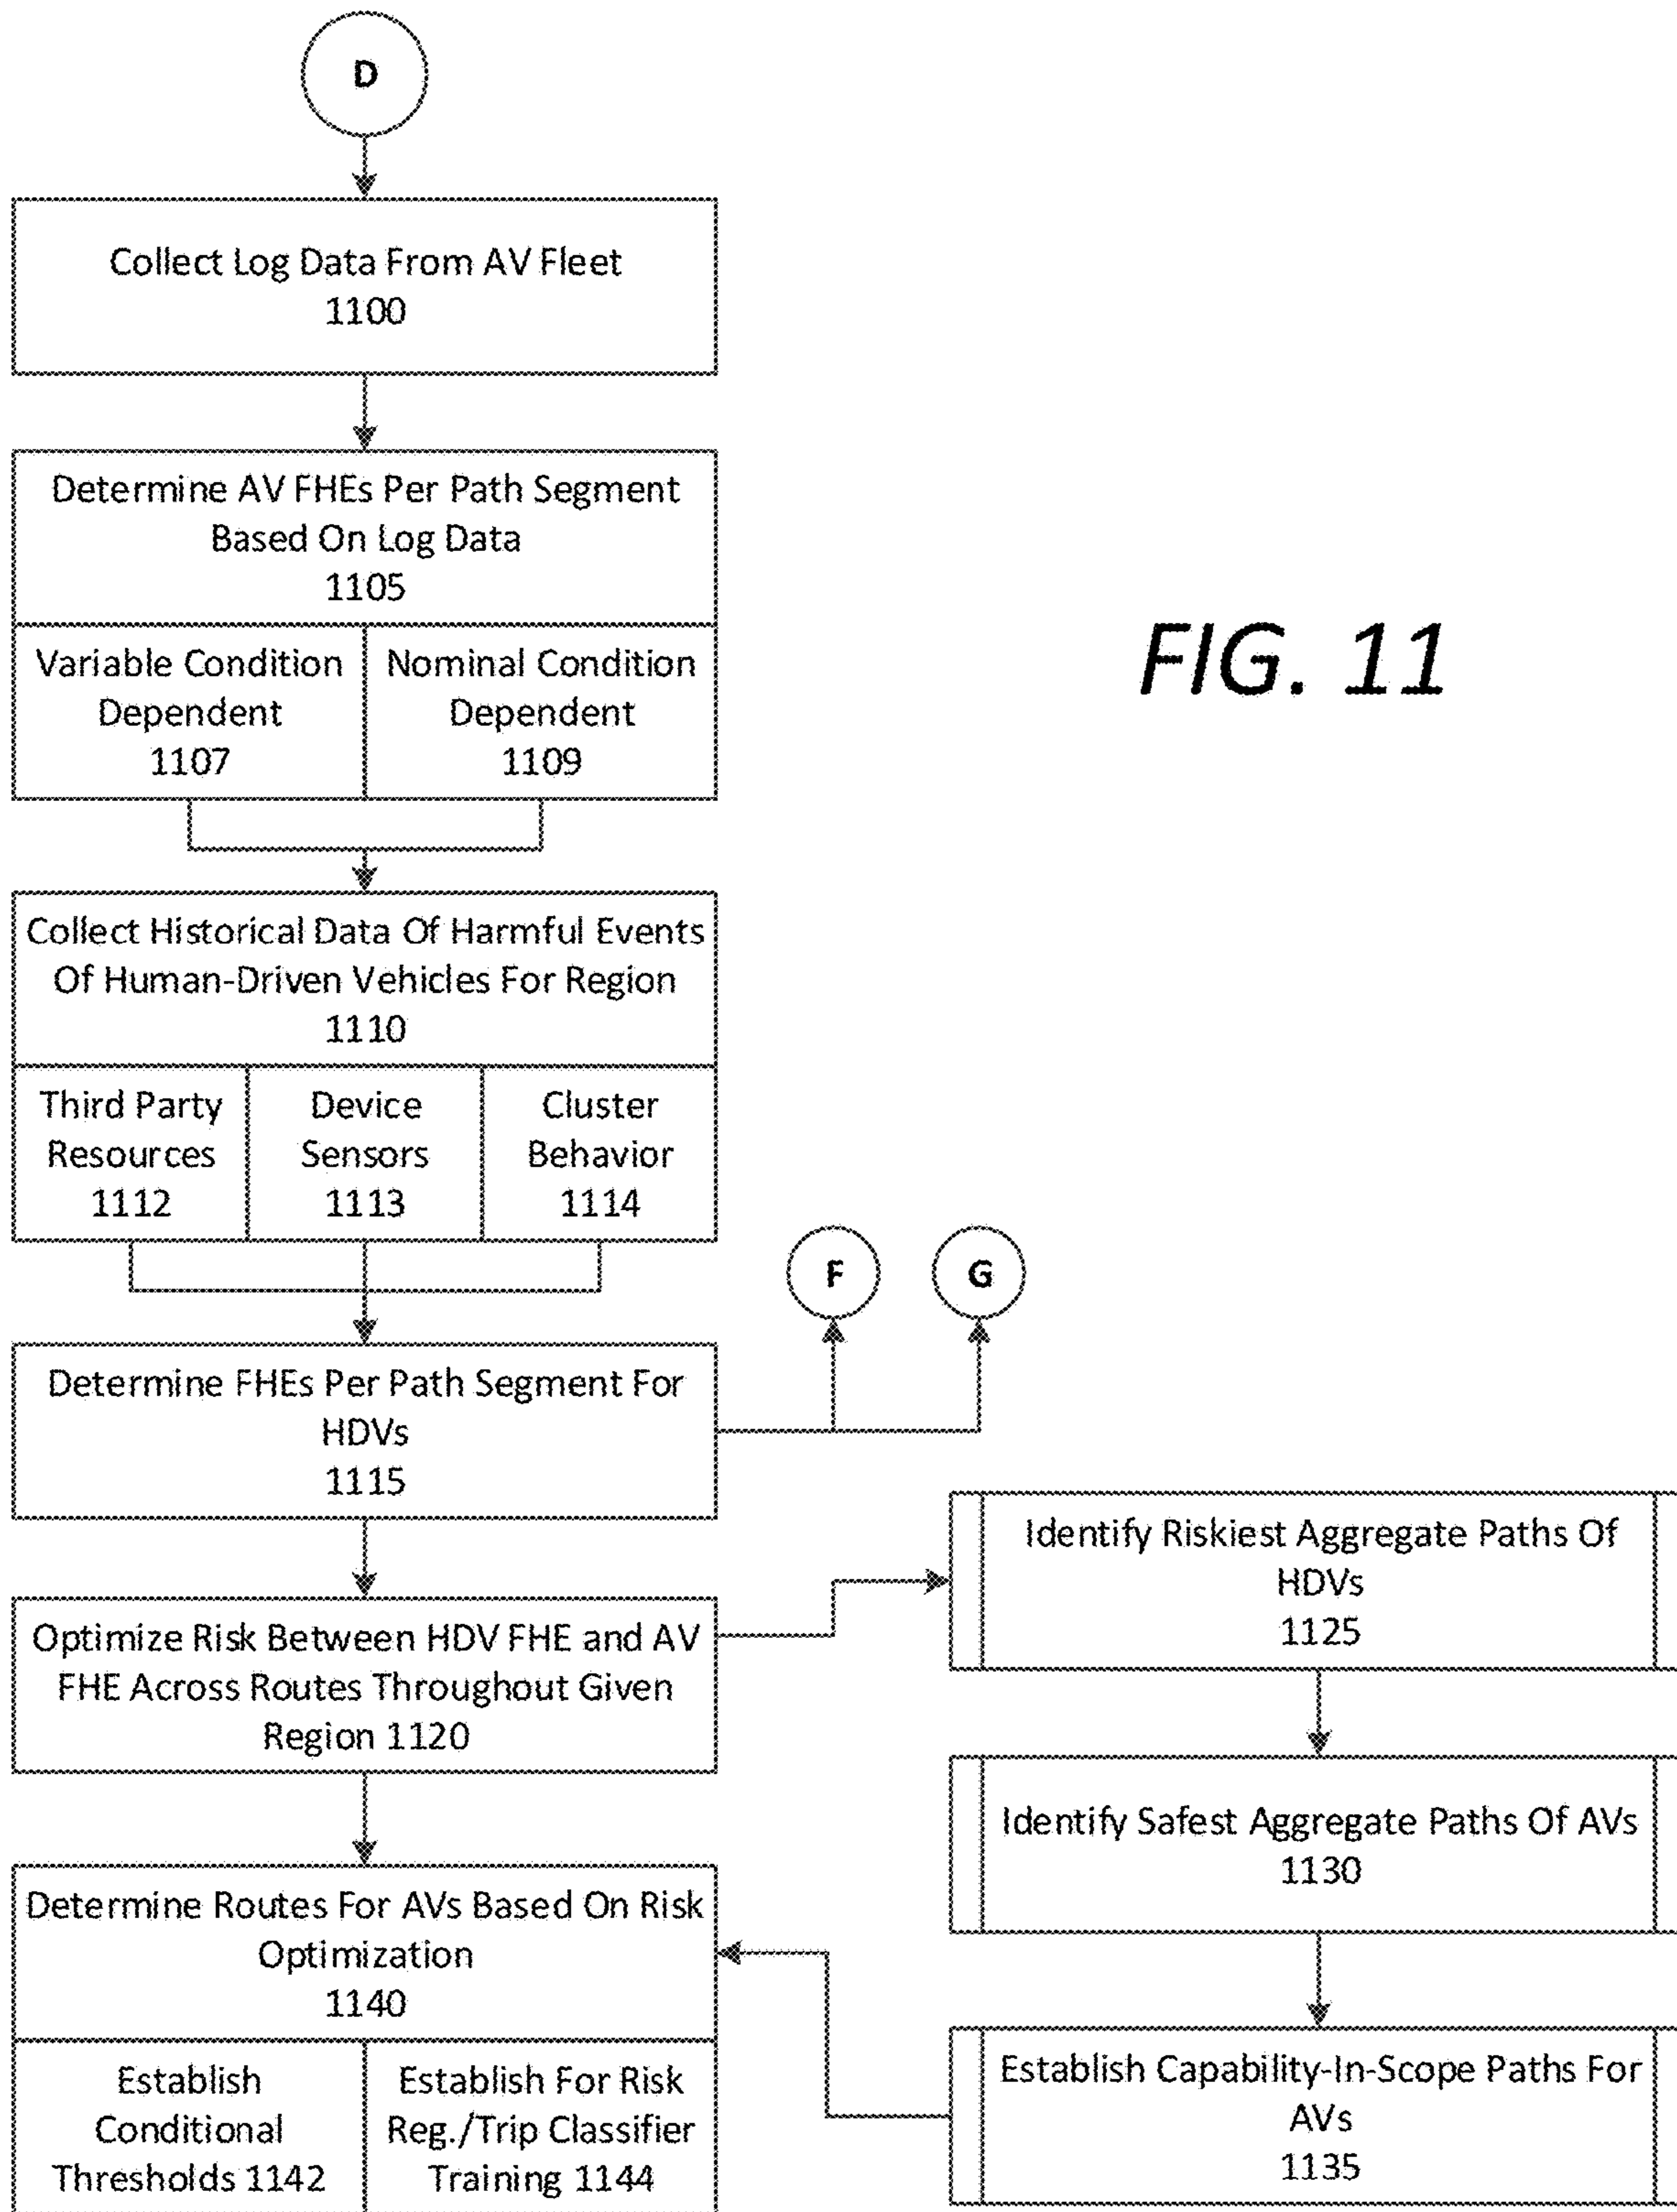 D
Collect Log Data From AV Fleet
1100
Determine AV FHEs Per Path Segment
Based On Log Data
1105
Variable Condition
Dependent
1107
Nominal Condition
Dependent
1109
FIG. 11
Collect Historical Data Of Harmful Events
Of Human-Driven Vehicles For Region
1110
Third Party
Resources
1112
Device
Sensors
1113
Cluster
Behavior
1114
F
G
Determine FHEs Per Path Segment For
HDVs
1115
Optimize Risk Between HDV FHE and AV
FHE Across Routes Throughout Given
Region 1120
Identify Riskiest Aggregate Paths Of
HDVs
1125
Identify Safest Aggregate Paths Of AVs
1130
Establish Capability-In-Scope Paths For
AVs
1135
Determine Routes For AVs Based On Risk
Optimization
1140
Establish
Conditional
Thresholds 1142
Establish For Risk
Reg./Trip Classifier
Training 1144